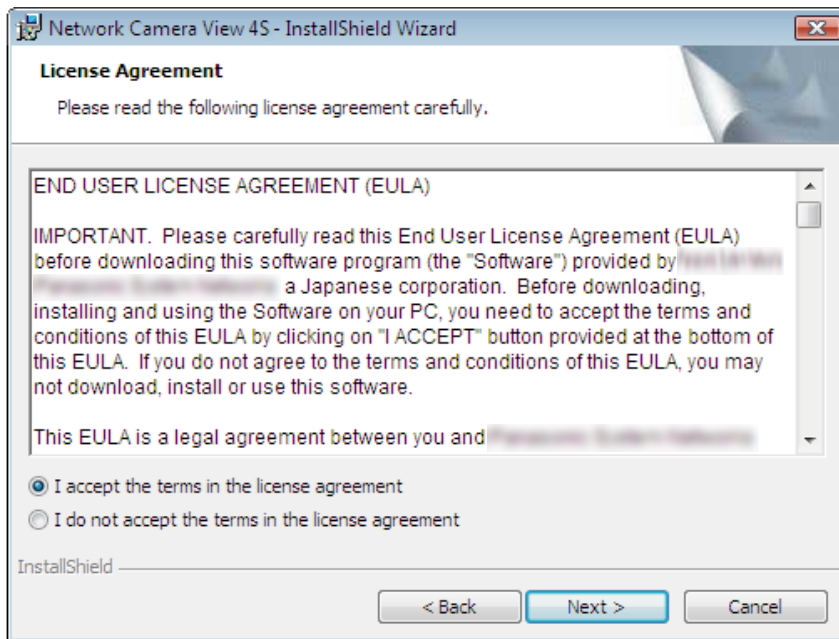 Network Camera View 4S - InstallShield Wizard
License Agreement
Please read the following license agreement carefully.
END USER LICENSE AGREEMENT (EULA)
IMPORTANT.  Please carefully read this End User License Agreement (EULA)
before downloading this software program (the "Software") provided by
a Japanese corporation.  Before downloading,
installing and using the Software on your PC, you need to accept the terms and
conditions of this EULA by clicking on "I ACCEPT" button provided at the bottom of
this EULA.  If you do not agree to the terms and conditions of this EULA, you may
not download, install or use this software.
This EULA is a legal agreement between you and
I accept the terms in the license agreement
I do not accept the terms in the license agreement
InstallShield
< Back
Next >
Cancel